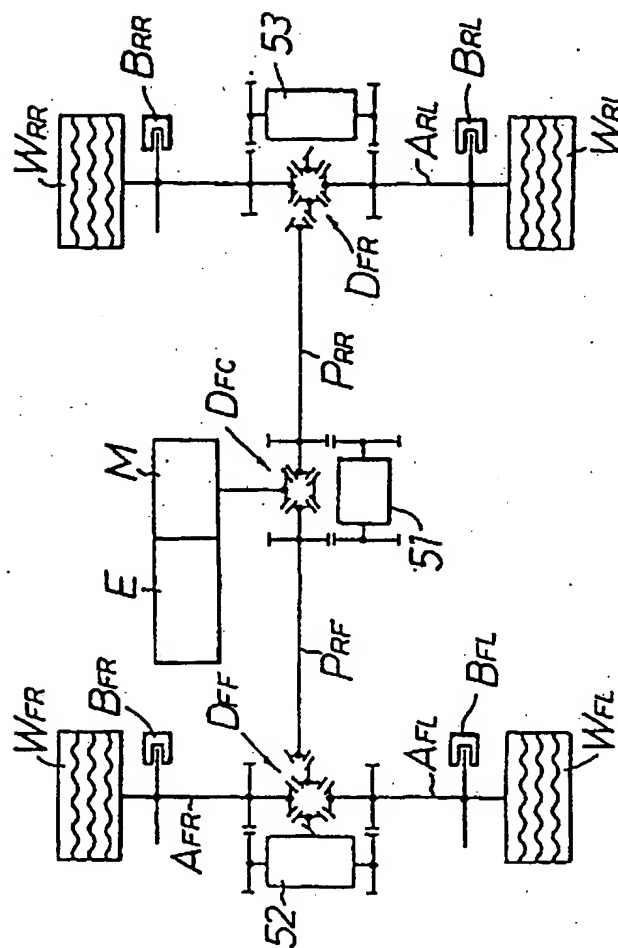 WRR
BRR
53
BRL
WRL
ARL
DFR
PRR
DFC
M
E
51
PRF
DFF
WFR
BFR
AFR
52
AFL
BFL
WFL